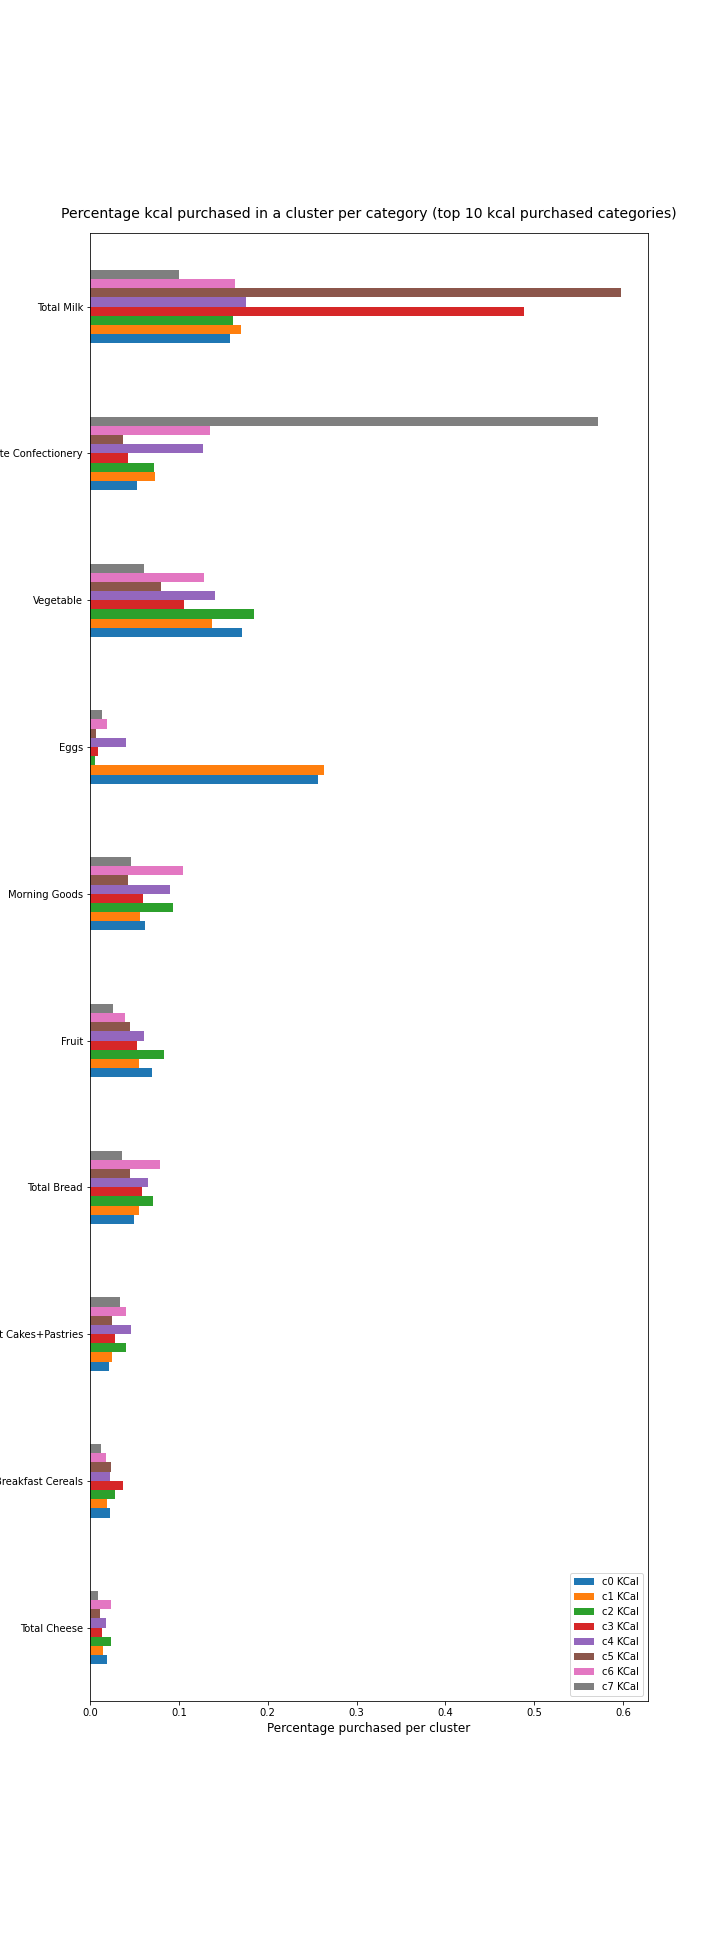 Percentage kcal purchased in a cluster per category (top 10 kcal purchased categories)
Total Milk
te Confectionery
Vegetable
Eggs
Morning Goods
Fruit
Total Bread
t Cakes+Pastries
Breakfast Cereals
Total Cheese
c0 KCal
c1 KCal
c2 KCal
c3 KCal
c4 KCal
c5 KCal
c6 KCal
c7 KCal
0.0 0.1 0.2 0.3 0.4 0.5 0.6
Percentage purchased per cluster